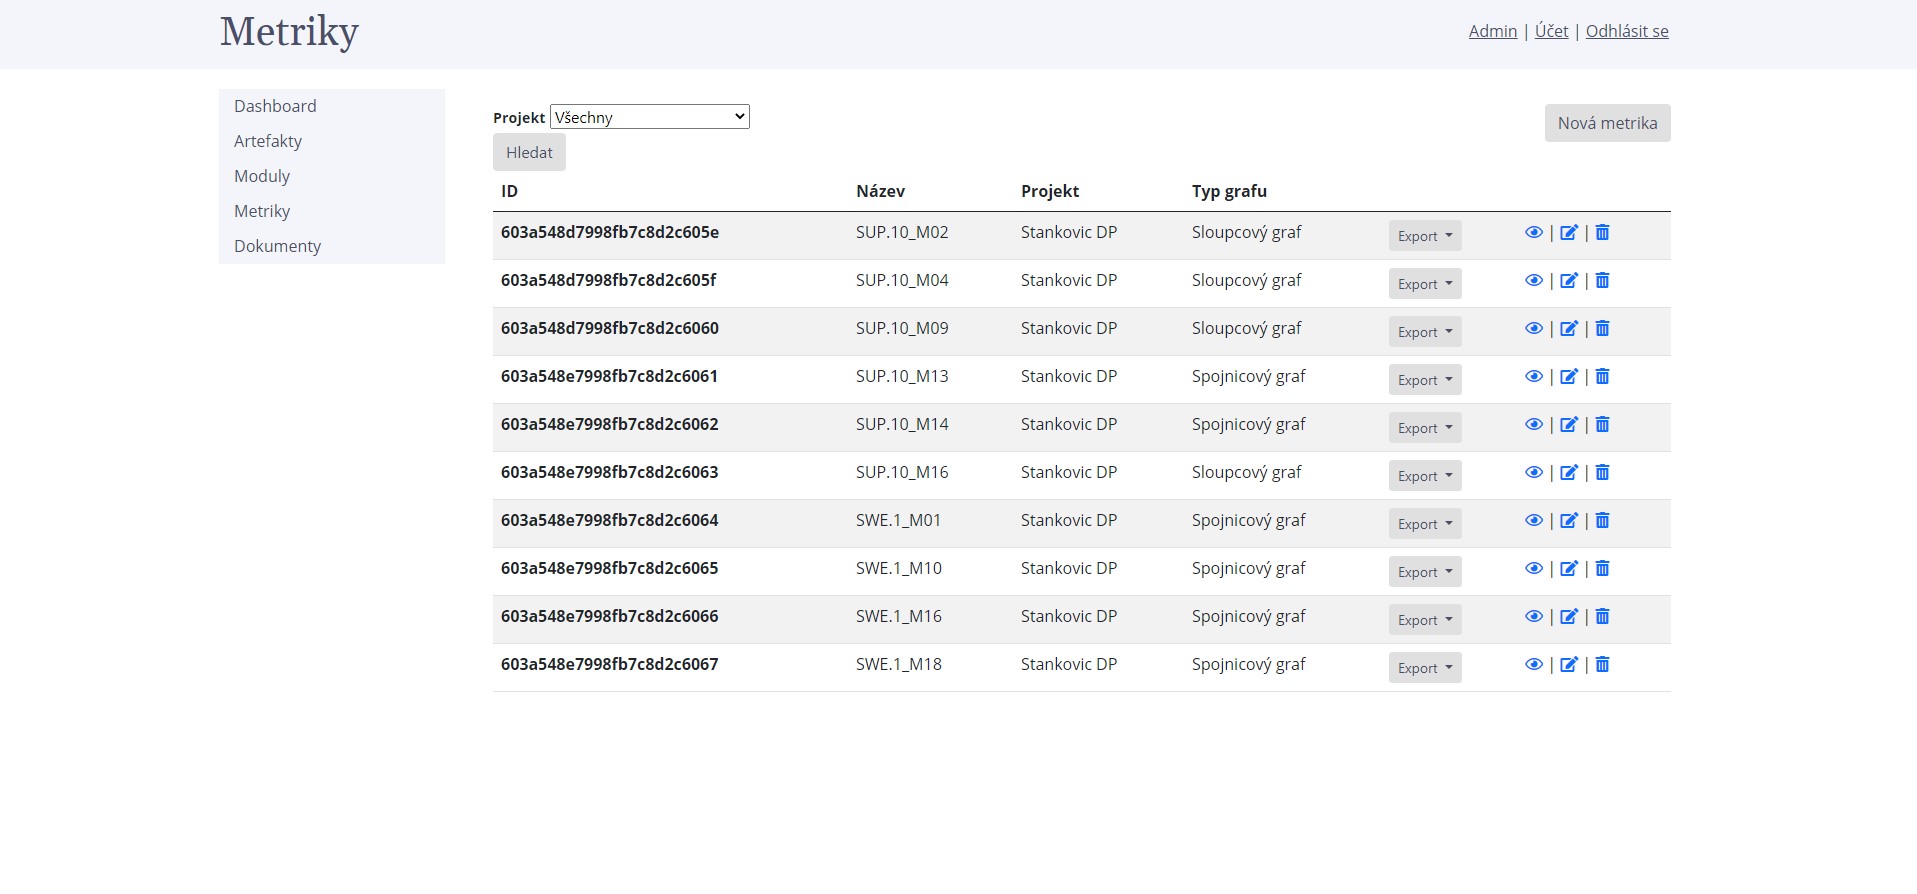 Metriky
Admin | Účet | Odhlásit se
Dashboard
Artefakty
Moduly
Metriky
Dokumenty
Projekt Všechny
Nová metrika
Hledat
ID Název Projekt Typ grafu
603a548d7998fb7c8d2c605e SUP.10_M02 Stankovic DP Sloupcový graf Export | |
603a548d7998fb7c8d2c605f SUP.10_M04 Stankovic DP Sloupcový graf Export | |
603a548d7998fb7c8d2c6060 SUP.10_M09 Stankovic DP Sloupcový graf Export | |
603a548e7998fb7c8d2c6061 SUP.10_M13 Stankovic DP Spojnicový graf Export | |
603a548e7998fb7c8d2c6062 SUP.10_M14 Stankovic DP Spojnicový graf Export | |
603a548e7998fb7c8d2c6063 SUP.10_M16 Stankovic DP Sloupcový graf Export | |
603a548e7998fb7c8d2c6064 SWE.1_M01 Stankovic DP Spojnicový graf Export | |
603a548e7998fb7c8d2c6065 SWE.1_M10 Stankovic DP Spojnicový graf Export | |
603a548e7998fb7c8d2c6066 SWE.1_M16 Stankovic DP Spojnicový graf Export | |
603a548e7998fb7c8d2c6067 SWE.1_M18 Stankovic DP Spojnicový graf Export | |